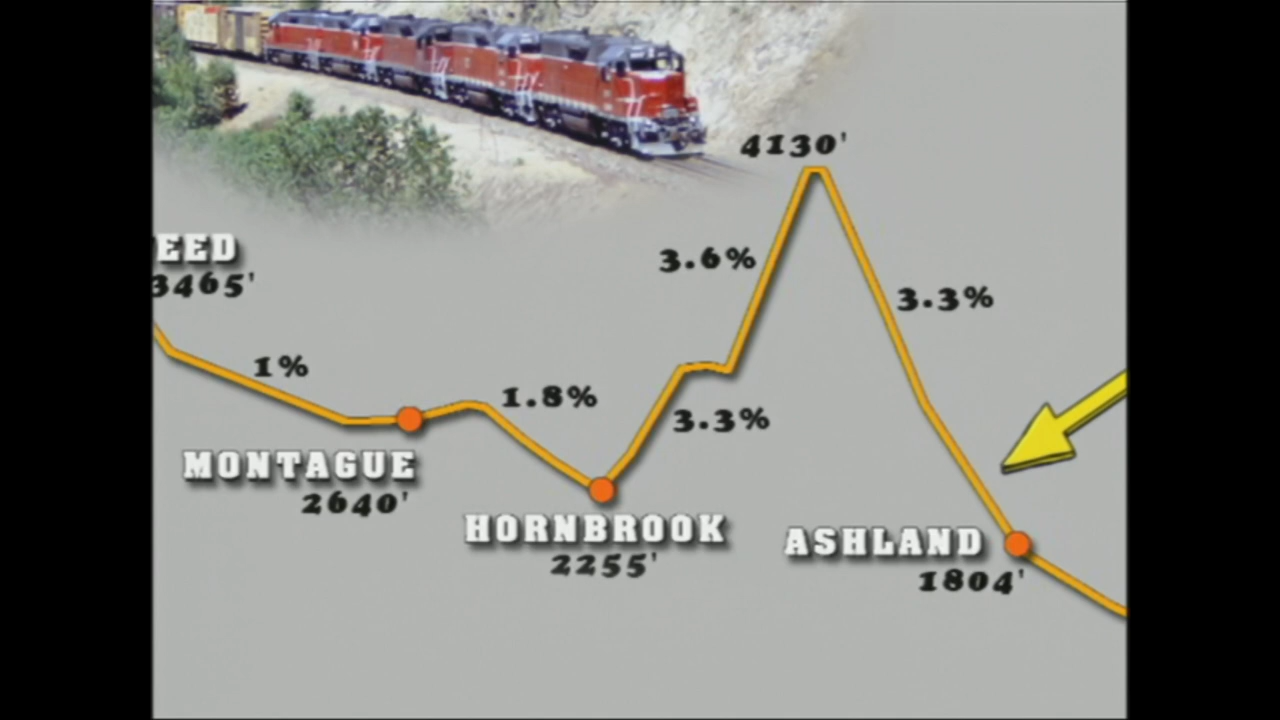 4130'
EED
3465'
3.6%
3.3%
1%
1.8%
3.3%
MONTAGUE
2640'
HORNBROOK
2255'
ASHLAND
1804'